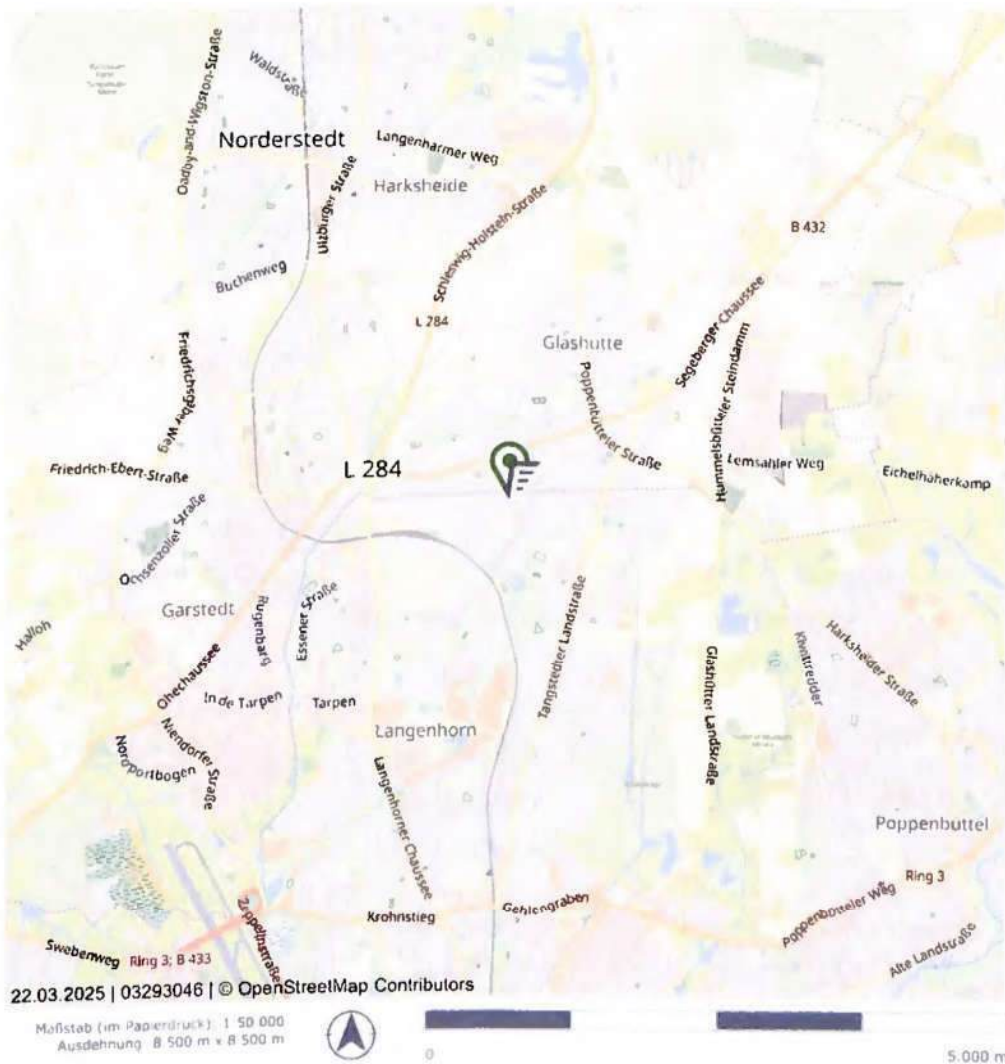 Oadby-and-Wigston-Straße
Waldstraße
Norderstedt
Langenharmer Weg
Harksheide
Ulzburger Straße
Schleswig-Holstein-Straße
B 432
Buchenweg
L 284
Segeberger Chaussee
Glashütte
Friedrichsgaber Weg
Poppenbütteler Straße
Hummelsbütteler Steindamm
432
L 284
Lemsahler Weg
Friedrich-Ebert-Straße
Eichelhäherkamp
Ochsenzoller Straße
Garstedt
Rugenbarg
Essener Straße
Tangstedter Landstraße
Halloh
Harksheider Straße
Glashütter Landstraße
Ohechaussee
In de Tarpen
Tarpen
Langenhorn
Niendorfer Straße
Nordportbogen
Langenhorner Chaussee
Poppenbüttel
Ring 3
Zeppelinstraße
Krohnstieg
Gehlengraben
Poppenbütteler Weg
Swebenweg
Ring 3; B 433
Alte Landstraße
22.03.2025 | 03293046 | © OpenStreetMap Contributors
Maßstab (im Papierdruck): 1 : 50 000
Ausdehnung: 8 500 m x 8 500 m
0
5.000 m